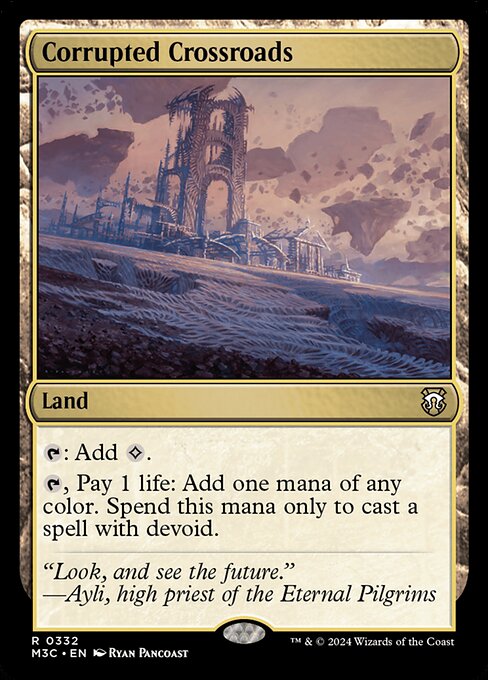 Corrupted Crossroads
Land
: Add .
, Pay 1 life: Add one mana of any
color. Spend this mana only to cast a
spell with devoid.
“Look, and see the future.”
—Ayli, high priest of the Eternal Pilgrims
R 0332
™ & © 2024 Wizards of the Coast
M3C • EN RYAN PANCOAST